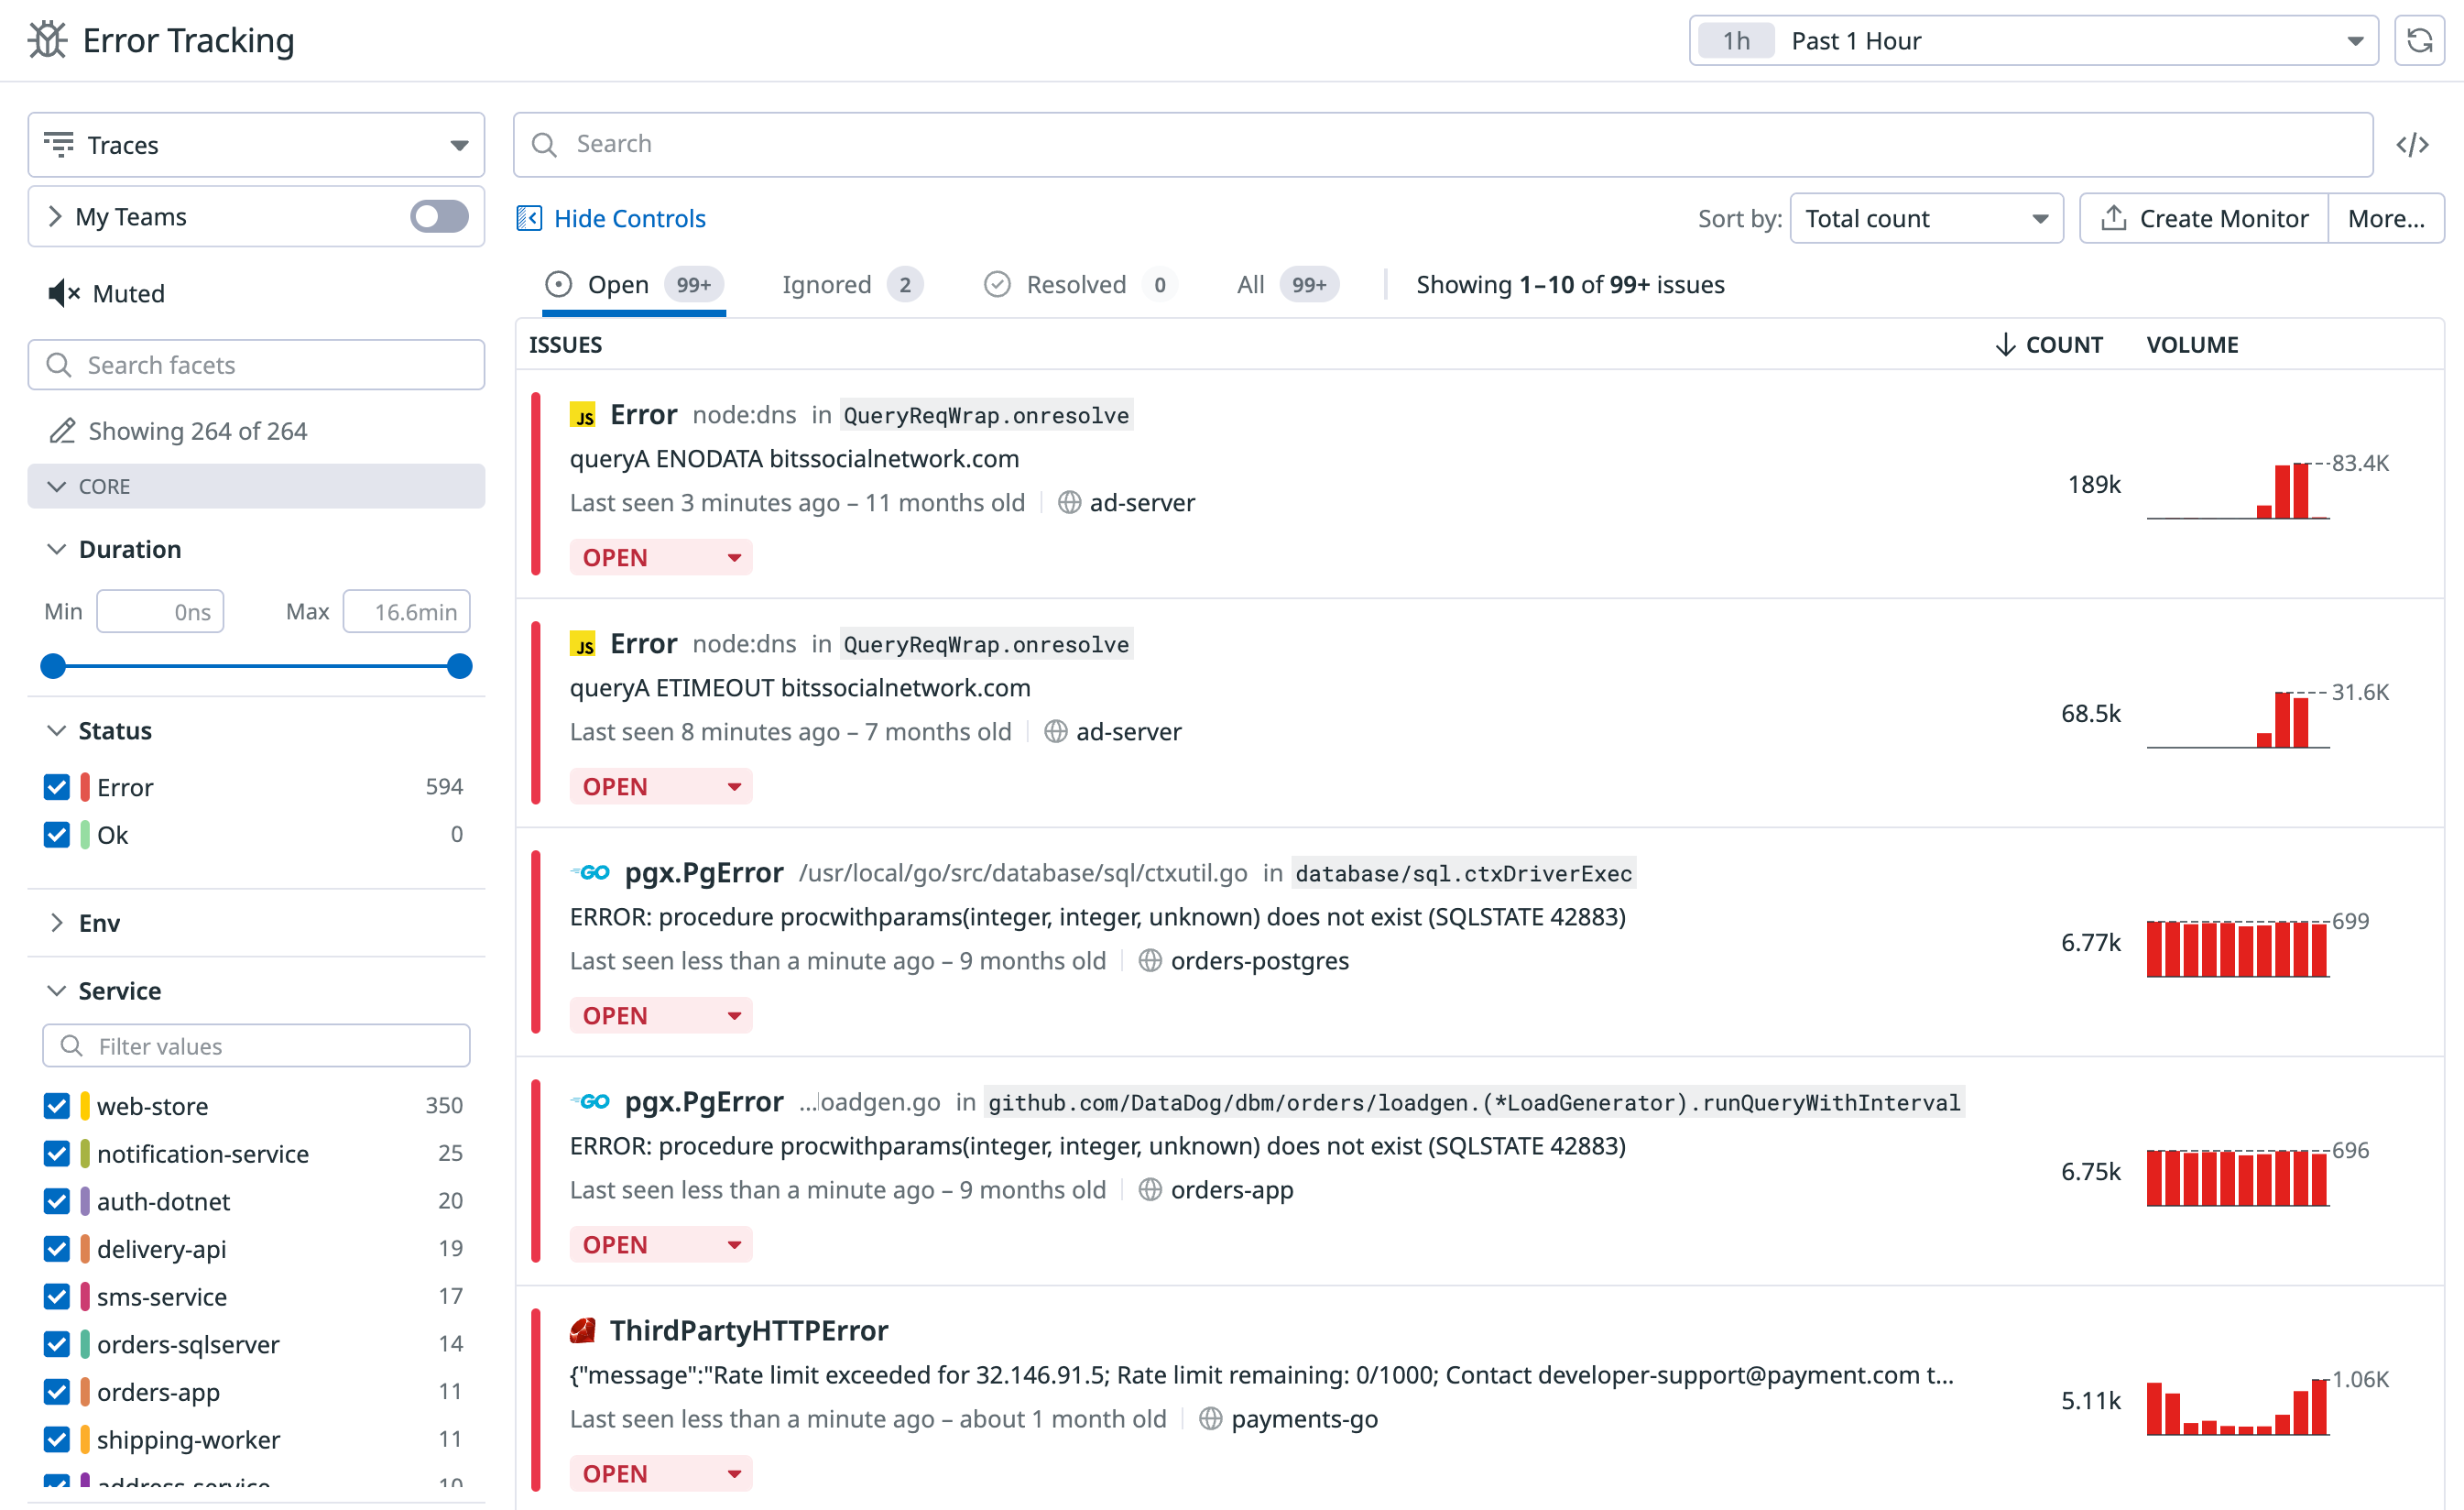 Error Tracking
1h Past 1 Hour
Traces
Search
</>
My Teams
Hide Controls
Sort by: Total count
Create Monitor
More...
Muted
Open 99+
Ignored 2
Resolved 0
All 99+
Showing 1–10 of 99+ issues
Search facets
Showing 264 of 264
CORE
Duration
Min 0ns Max 16.6min
Status
Error 594
Ok 0
Env
Service
Filter values
web-store 350
notification-service 25
auth-dotnet 20
delivery-api 19
sms-service 17
orders-sqlserver 14
orders-app 11
shipping-worker 11
address-service 10
ISSUES COUNT VOLUME
JS Error node:dns in QueryReqWrap.onresolve
queryA ENODATA bitssocialnetwork.com
Last seen 3 minutes ago – 11 months old ad-server
OPEN
189k
83.4K
JS Error node:dns in QueryReqWrap.onresolve
queryA ETIMEOUT bitssocialnetwork.com
Last seen 8 minutes ago – 7 months old ad-server
OPEN
68.5k
31.6K
GO pgx.PgError /usr/local/go/src/database/sql/ctxutil.go in database/sql.ctxDriverExec
ERROR: procedure procwithparams(integer, integer, unknown) does not exist (SQLSTATE 42883)
Last seen less than a minute ago – 9 months old orders-postgres
OPEN
6.77k
699
GO pgx.PgError ...loadgen.go in github.com/DataDog/dbm/orders/loadgen.(*LoadGenerator).runQueryWithInterval
ERROR: procedure procwithparams(integer, integer, unknown) does not exist (SQLSTATE 42883)
Last seen less than a minute ago – 9 months old orders-app
OPEN
6.75k
696
ThirdPartyHTTPError
{"message":"Rate limit exceeded for 32.146.91.5; Rate limit remaining: 0/1000; Contact developer-support@payment.com t...
Last seen less than a minute ago – about 1 month old payments-go
OPEN
5.11k
1.06K